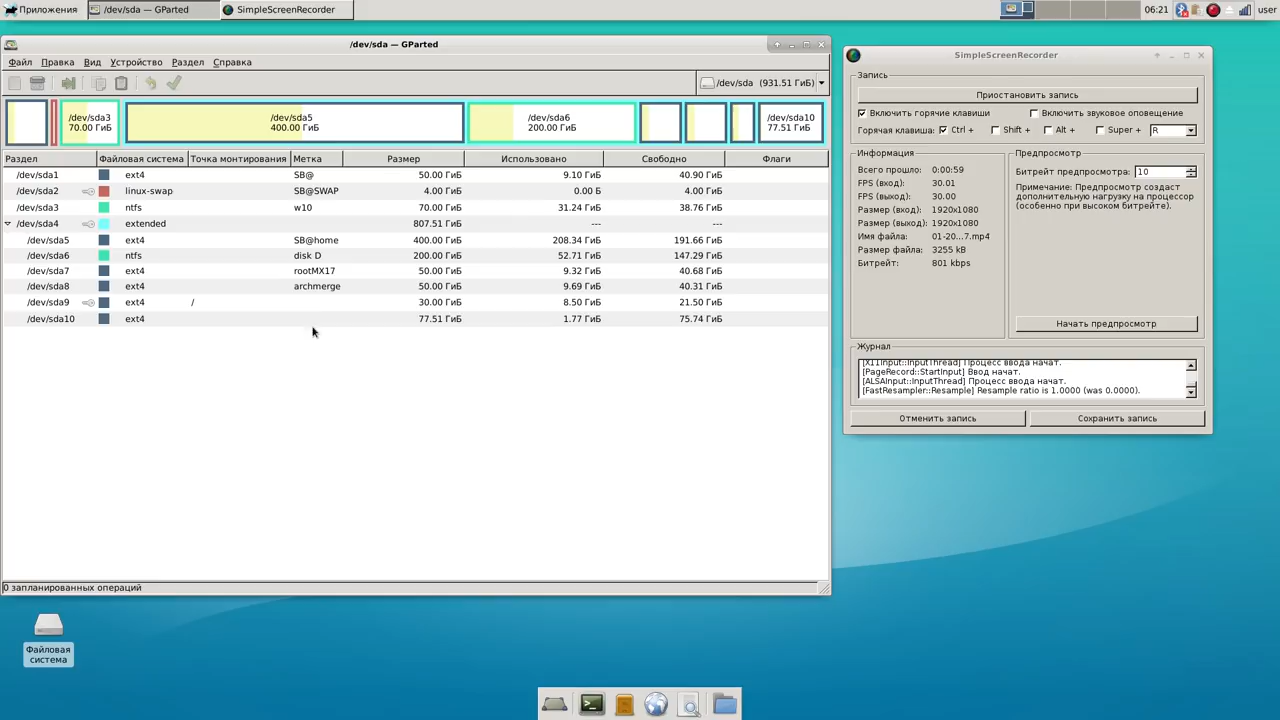 Приложения
/dev/sda — GParted
SimpleScreenRecorder
06:21
user
/dev/sda — GParted
Файл Правка Вид Устройство Раздел Справка
/dev/sda (931.51 ГиБ)
/dev/sda3
70.00 ГиБ
/dev/sda5
400.00 ГиБ
/dev/sda6
200.00 ГиБ
/dev/sda10
77.51 ГиБ
Раздел Файловая система Точка монтирования Метка Размер Использовано Свободно Флаги
/dev/sda1 ext4 SB@ 50.00 ГиБ 9.10 ГиБ 40.90 ГиБ
/dev/sda2 linux-swap SB@SWAP 4.00 ГиБ 0.00 Б 4.00 ГиБ
/dev/sda3 ntfs w10 70.00 ГиБ 31.24 ГиБ 38.76 ГиБ
/dev/sda4 extended 807.51 ГиБ --- ---
/dev/sda5 ext4 SB@home 400.00 ГиБ 208.34 ГиБ 191.66 ГиБ
/dev/sda6 ntfs disk D 200.00 ГиБ 52.71 ГиБ 147.29 ГиБ
/dev/sda7 ext4 rootMX17 50.00 ГиБ 9.32 ГиБ 40.68 ГиБ
/dev/sda8 ext4 archmerge 50.00 ГиБ 9.69 ГиБ 40.31 ГиБ
/dev/sda9 ext4 / 30.00 ГиБ 8.50 ГиБ 21.50 ГиБ
/dev/sda10 ext4 77.51 ГиБ 1.77 ГиБ 75.74 ГиБ
0 запланированных операций
SimpleScreenRecorder
Запись
Приостановить запись
Включить горячие клавиши Включить звуковое оповещение
Горячая клавиша: Ctrl + Shift + Alt + Super + R
Информация
Всего прошло: 0:00:59
FPS (вход): 30.01
FPS (выход): 30.00
Размер (вход): 1920x1080
Размер (выход): 1920x1080
Имя файла: 01-20...7.mp4
Размер файла: 3255 kB
Битрейт: 801 kbps
Предпросмотр
Битрейт предпросмотра: 10
Примечание: Предпросмотр создаст
дополнительную нагрузку на процессор
(особенно при высоком битрейте).
Начать предпросмотр
Журнал
[X11Input::InputThread] Процесс ввода начат.
[PageRecord::StartInput] Ввод начат.
[ALSAInput::InputThread] Процесс ввода начат.
[FastResampler::Resample] Resample ratio is 1.0000 (was 0.0000).
Отменить запись
Сохранить запись
Файловая
система